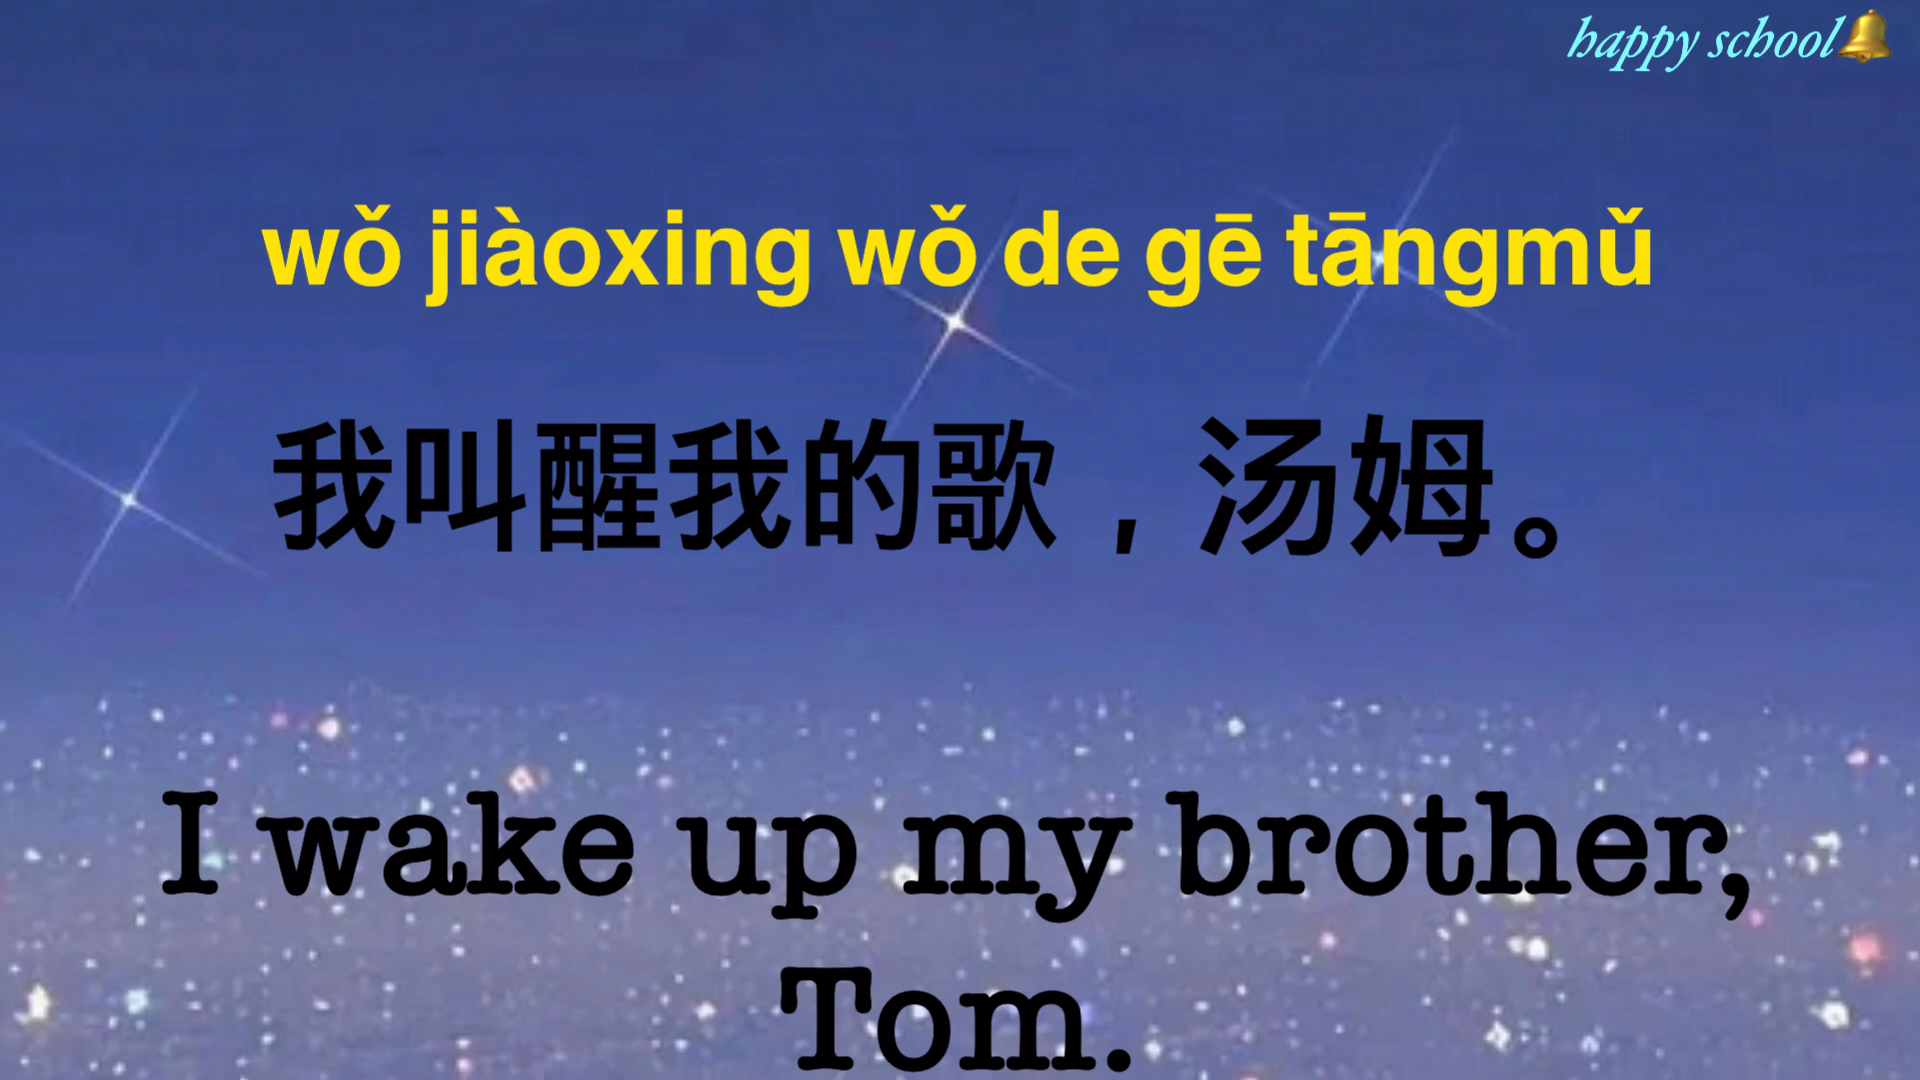 happy school🔔
wǒ jiàoxing wǒ de gē tāngmǔ
我叫醒我的歌，汤姆。
I wake up my brother,
Tom.